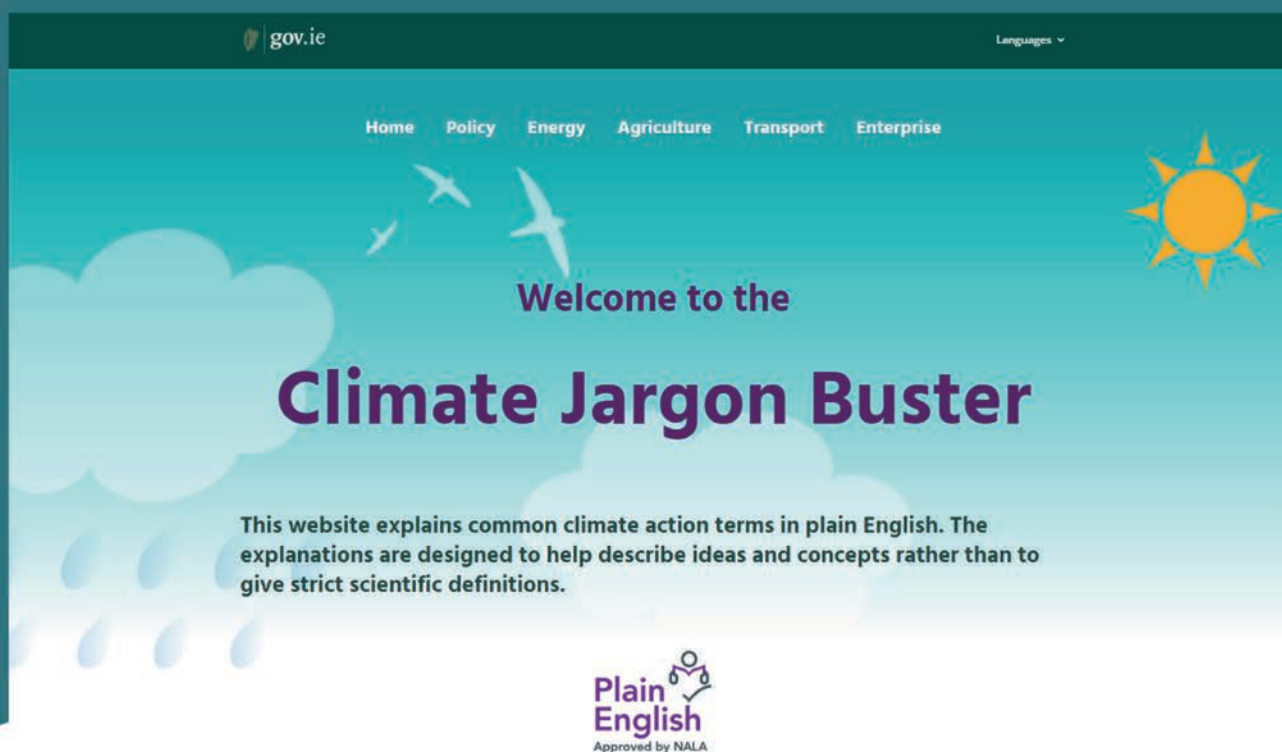 gov.ie
Languages
Home Policy Energy Agriculture Transport Enterprise
Welcome to the
Climate Jargon Buster
This website explains common climate action terms in plain English. The
explanations are designed to help describe ideas and concepts rather than to
give strict scientific definitions.
Plain
English
Approved by NALA